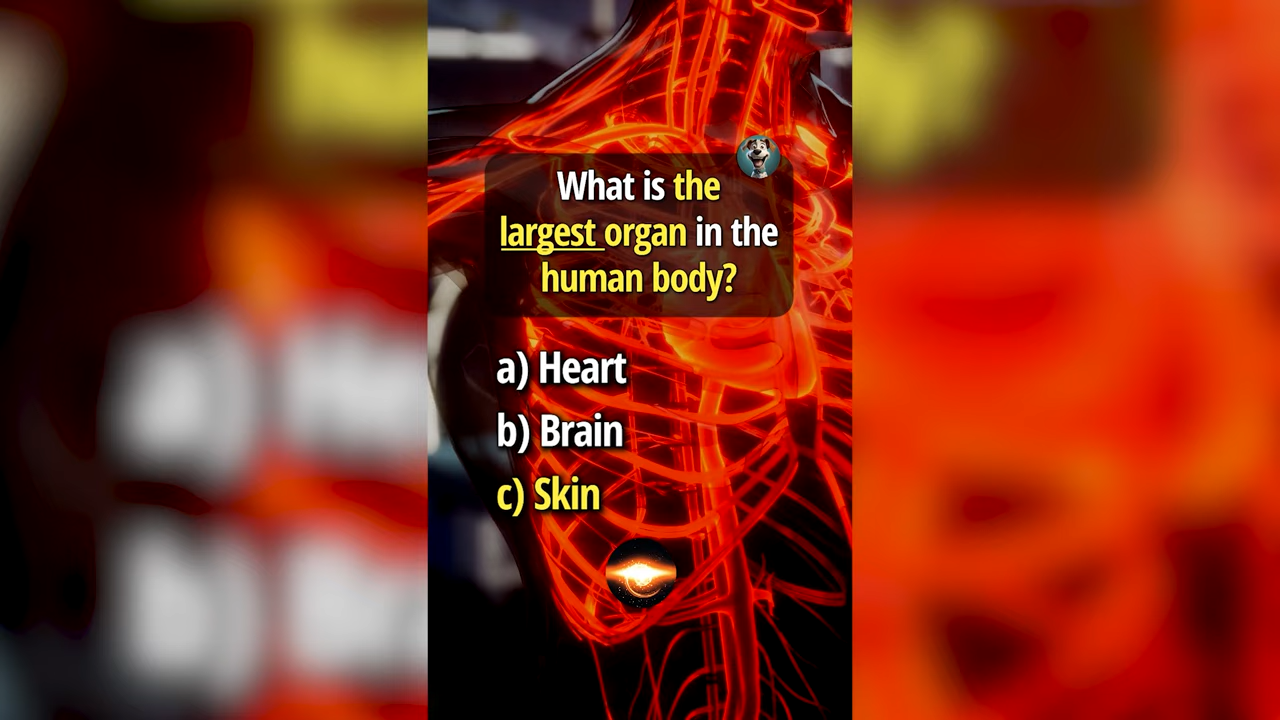 What is the
largest organ in the
human body?
a) Heart
b) Brain
c) Skin